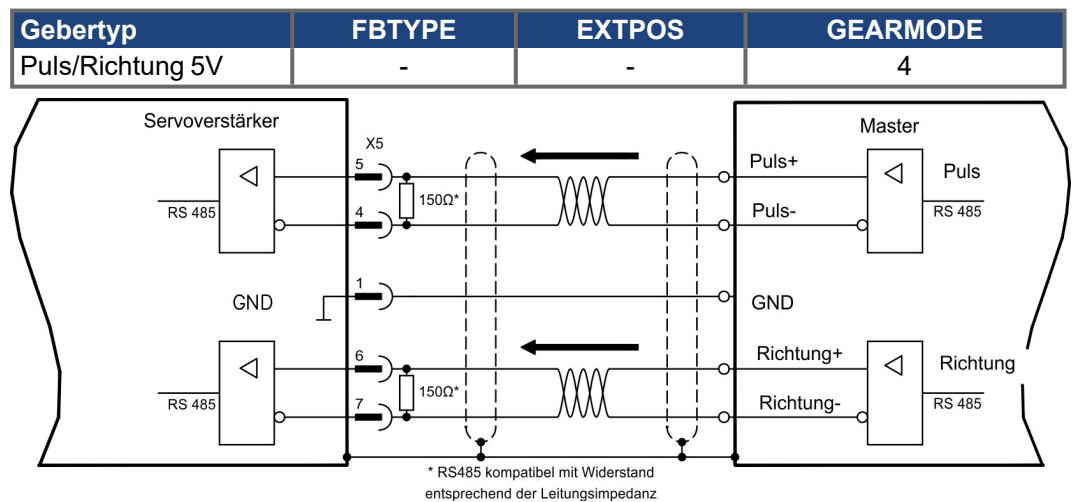 Gebertyp FBTYPE EXTPOS GEARMODE
Puls/Richtung 5V - - 4
Servoverstärker
Master
X5
5
Puls+
Puls
150Ω*
RS 485
4
Puls-
RS 485
1
GND
GND
6
Richtung+
Richtung
150Ω*
RS 485
7
Richtung-
RS 485
* RS485 kompatibel mit Widerstand
entsprechend der Leitungsimpedanz